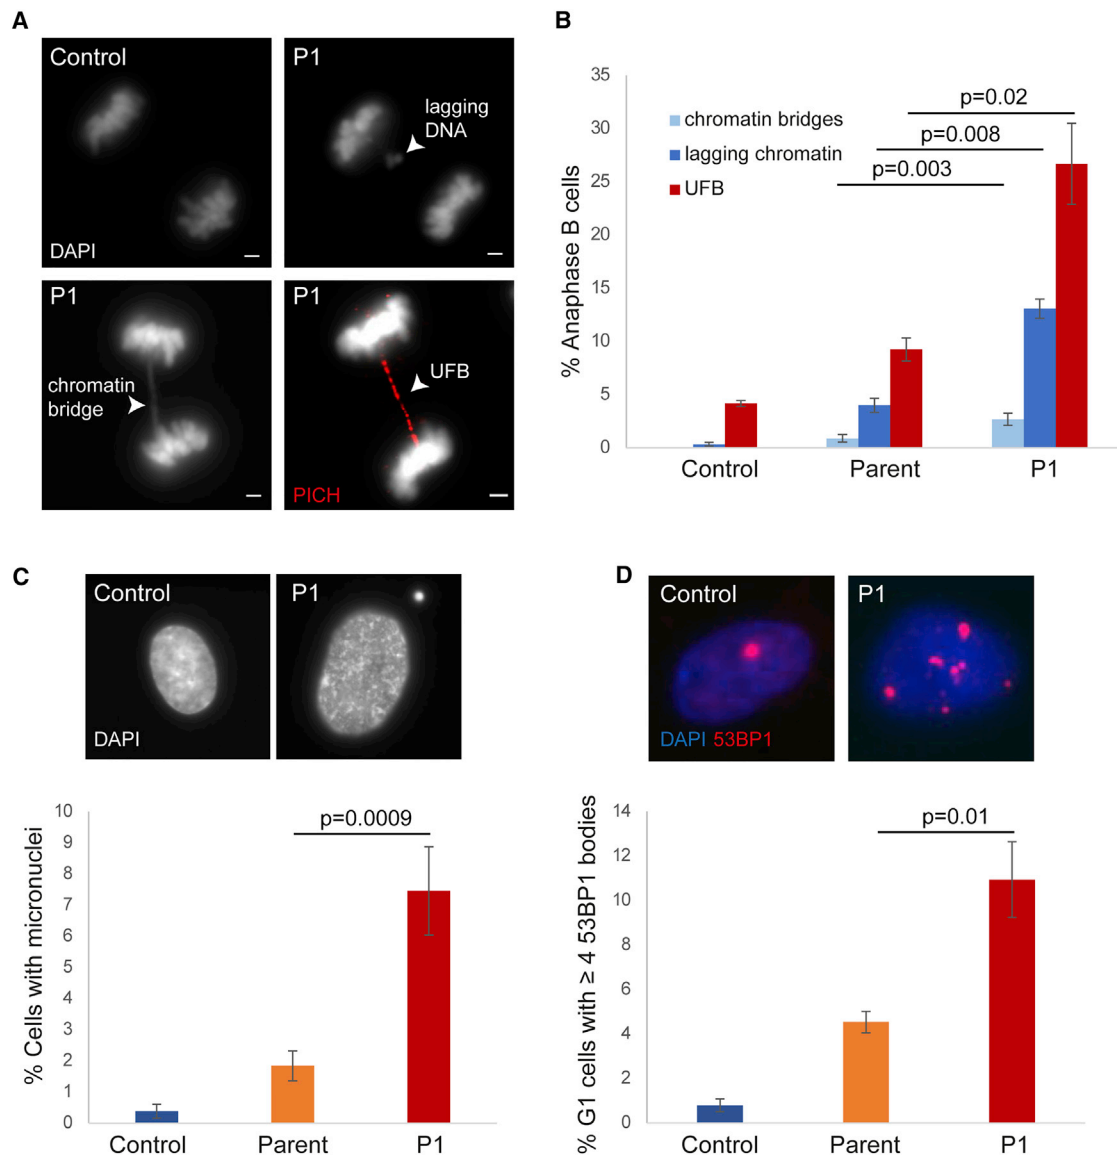 A
Control
DAPI
P1
lagging
DNA
P1
chromatin
bridge
P1
UFB
PICH
B
% Anaphase B cells
35
30
25
20
15
10
5
0
chromatin bridges
lagging chromatin
UFB
p=0.02
p=0.008
p=0.003
Control
Parent
P1
C
Control
DAPI
P1
% Cells with micronuclei
10
9
8
7
6
5
4
3
2
1
0
p=0.0009
Control
Parent
P1
D
Control
DAPI 53BP1
P1
% G1 cells with ≥ 4 53BP1 bodies
14
12
10
8
6
4
2
0
p=0.01
Control
Parent
P1